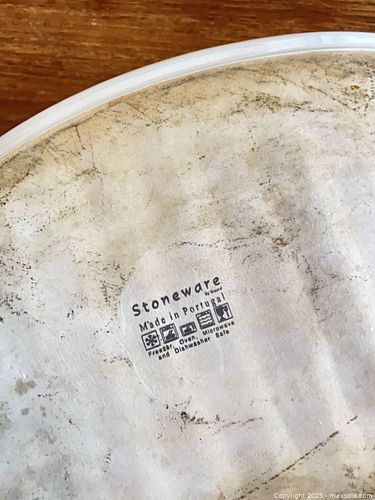 Stoneware
Made in Portugal
Freezer, Oven, Microwave
and Dishwasher Safe
Copyright 2025 - maxsold.com